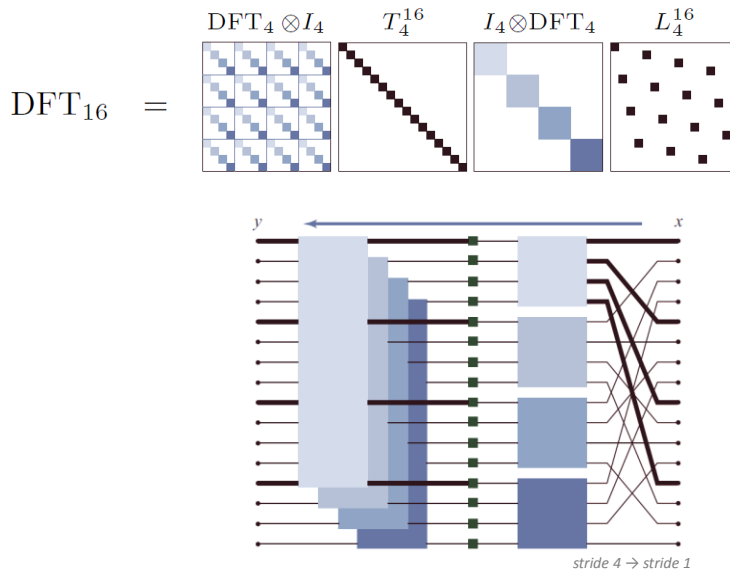 DFT₄ ⊗ I₄ T₄¹⁶ I₄ ⊗ DFT₄ L₄¹⁶
DFT₁₆ =
y x
stride 4 → stride 1